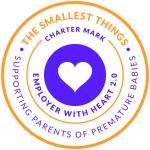 THE SMALLEST THINGS
CHARTER MARK
EMPLOYER WITH HEART 2.0
• SUPPORTING PARENTS OF PREMATURE BABIES •